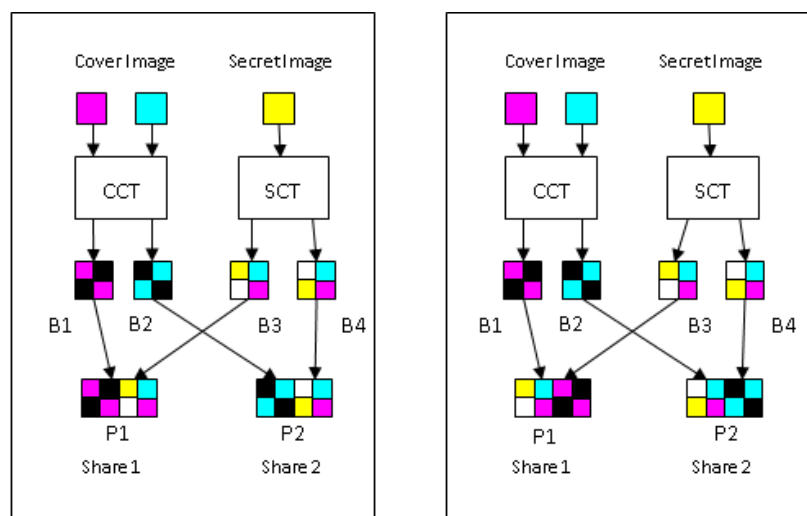 Cover Image Secret Image
CCT SCT
B1 B2 B3 B4
P1 P2
Share 1 Share 2
Cover Image Secret Image
CCT SCT
B1 B2 B3 B4
P1 P2
Share 1 Share 2